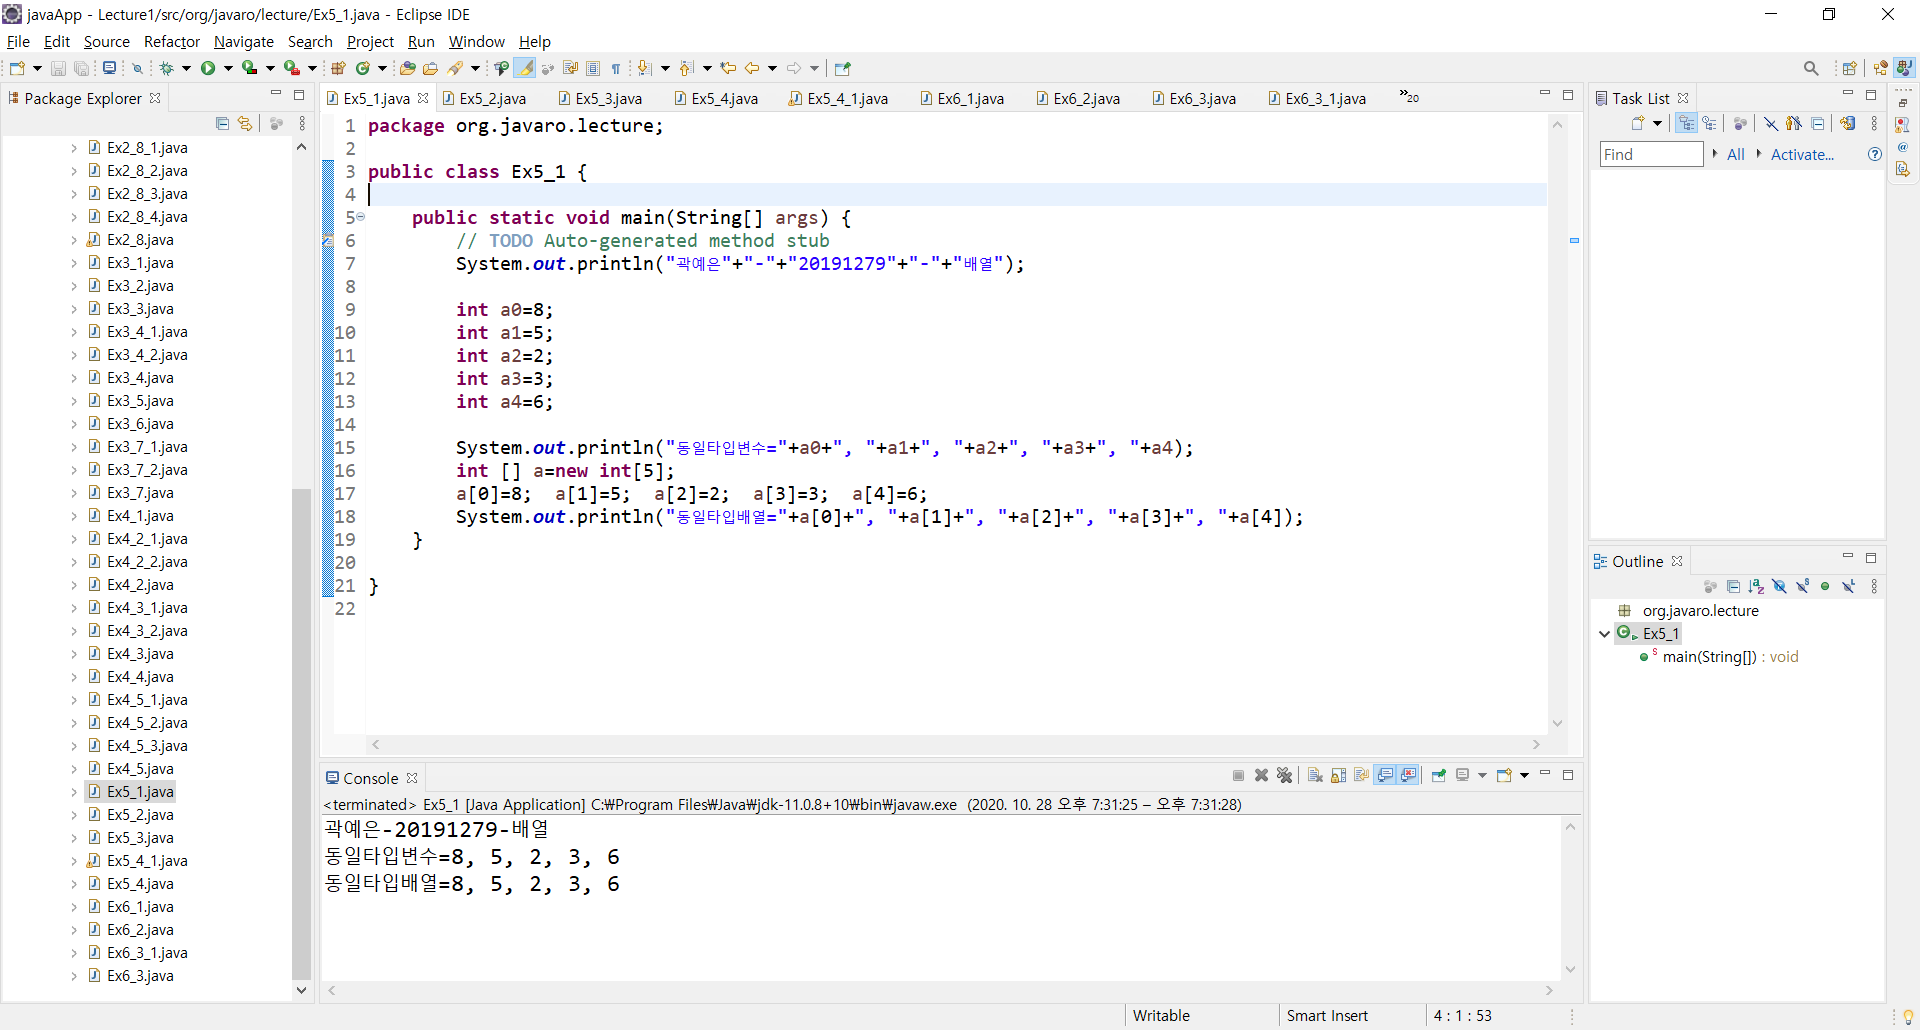 javaApp - Lecture1/src/org/javaro/lecture/Ex5_1.java - Eclipse IDE
File Edit Source Refactor Navigate Search Project Run Window Help
Package Explorer
Ex2_8_1.java
Ex2_8_2.java
Ex2_8_3.java
Ex2_8_4.java
Ex2_8.java
Ex3_1.java
Ex3_2.java
Ex3_3.java
Ex3_4_1.java
Ex3_4_2.java
Ex3_4.java
Ex3_5.java
Ex3_6.java
Ex3_7_1.java
Ex3_7_2.java
Ex3_7.java
Ex4_1.java
Ex4_2_1.java
Ex4_2_2.java
Ex4_2.java
Ex4_3_1.java
Ex4_3_2.java
Ex4_3.java
Ex4_4.java
Ex4_5_1.java
Ex4_5_2.java
Ex4_5_3.java
Ex4_5.java
Ex5_1.java
Ex5_2.java
Ex5_3.java
Ex5_4_1.java
Ex5_4.java
Ex6_1.java
Ex6_2.java
Ex6_3_1.java
Ex6_3.java
Ex5_1.java Ex5_2.java Ex5_3.java Ex5_4.java Ex5_4_1.java Ex6_1.java Ex6_2.java Ex6_3.java Ex6_3_1.java »20
1 package org.javaro.lecture;
2
3 public class Ex5_1 {
4
5 public static void main(String[] args) {
6 // TODO Auto-generated method stub
7 System.out.println("곽예은"+"-"+"20191279"+"-"+"배열");
8
9 int a0=8;
10 int a1=5;
11 int a2=2;
12 int a3=3;
13 int a4=6;
14
15 System.out.println("동일타입변수="+a0+", "+a1+", "+a2+", "+a3+", "+a4);
16 int [] a=new int[5];
17 a[0]=8; a[1]=5; a[2]=2; a[3]=3; a[4]=6;
18 System.out.println("동일타입배열="+a[0]+", "+a[1]+", "+a[2]+", "+a[3]+", "+a[4]);
19 }
20
21 }
22
Console
<terminated> Ex5_1 [Java Application] C:₩Program Files₩Java₩jdk-11.0.8+10₩bin₩javaw.exe (2020. 10. 28 오후 7:31:25 – 오후 7:31:28)
곽예은-20191279-배열
동일타입변수=8, 5, 2, 3, 6
동일타입배열=8, 5, 2, 3, 6
Task List
Find All Activate...
Outline
org.javaro.lecture
Ex5_1
main(String[]) : void
Writable Smart Insert 4 : 1 : 53